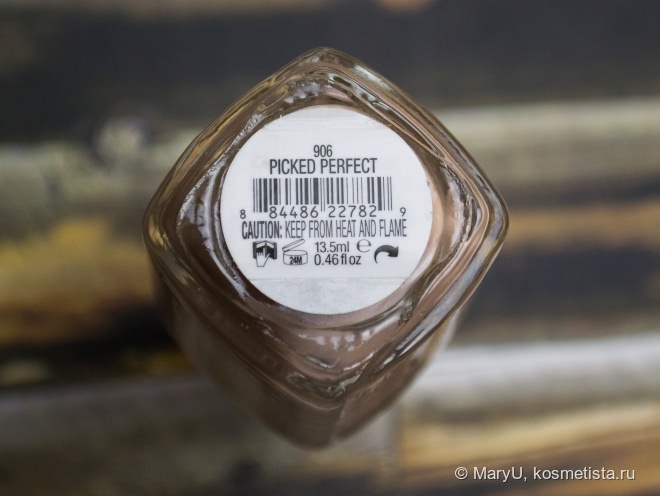 906
PICKED PERFECT
8 84486 22782 9
CAUTION: KEEP FROM HEAT AND FLAME
24M 13.5ml e
0.46 fl oz
© MaryU, kosmetista.ru